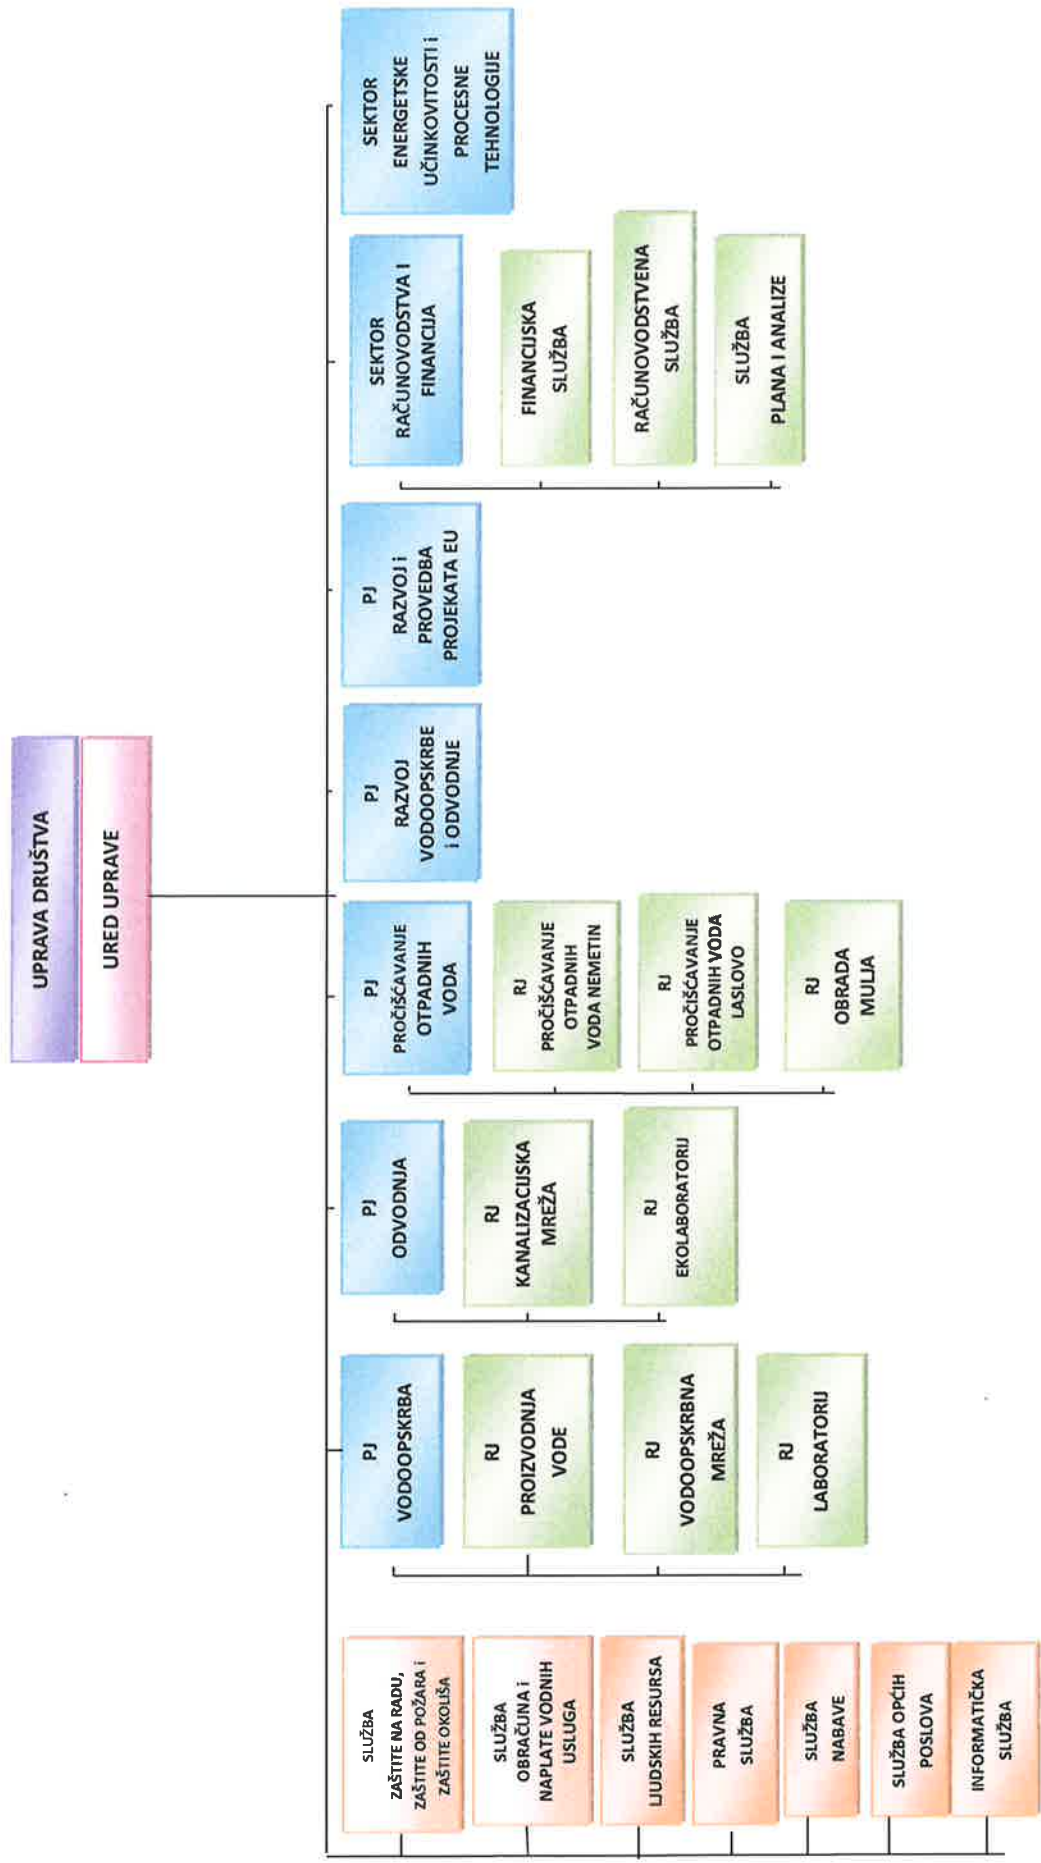 UPRAVA DRUŠTVA
URED UPRAVE
SLUŽBA
ZAŠTITE NA RADU,
ZAŠTITE OD POŽARA i
ZAŠTITE OKOLIŠA
SLUŽBA
OBRAČUNA i
NAPLATE VODNIH
USLUGA
SLUŽBA
LJUDSKIH RESURSA
PRAVNA
SLUŽBA
SLUŽBA
NABAVE
SLUŽBA OPĆIH
POSLOVA
INFORMATIČKA
SLUŽBA
PJ
VODOOPSKRBA
RJ
PROIZVODNJA
VODE
RJ
VODOOPSKRBNA
MREŽA
RJ
LABORATORIJ
PJ
ODVODNJA
RJ
KANALIZACIJSKA
MREŽA
RJ
EKOLABORATORIJ
PJ
PROČIŠĆAVANJE
OTPADNIH
VODA
RJ
PROČIŠĆAVANJE
OTPADNIH
VODA NEMETIN
RJ
PROČIŠĆAVANJE
OTPADNIH VODA
LASLOVO
RJ
OBRADA
MULJA
PJ
RAZVOJ
VODOOPSKRBE
i ODVODNJE
PJ
RAZVOJ i
PROVEDBA
PROJEKATA EU
SEKTOR
RAČUNOVODSTVA I
FINANCIJA
FINANCIJSKA
SLUŽBA
RAČUNOVODSTVENA
SLUŽBA
SLUŽBA
PLANA I ANALIZE
SEKTOR
ENERGETSKE
UČINKOVITOSTI i
PROCESNE
TEHNOLOGIJE